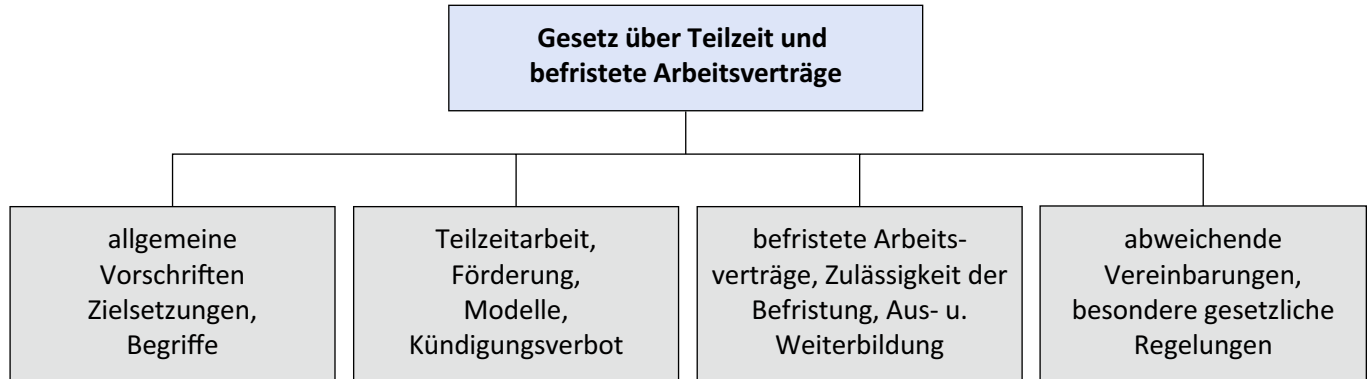 Gesetz über Teilzeit und
befristete Arbeitsverträge
allgemeine
Vorschriften
Zielsetzungen,
Begriffe
Teilzeitarbeit,
Förderung,
Modelle,
Kündigungsverbot
befristete Arbeits-
verträge, Zulässigkeit der
Befristung, Aus- u.
Weiterbildung
abweichende
Vereinbarungen,
besondere gesetzliche
Regelungen